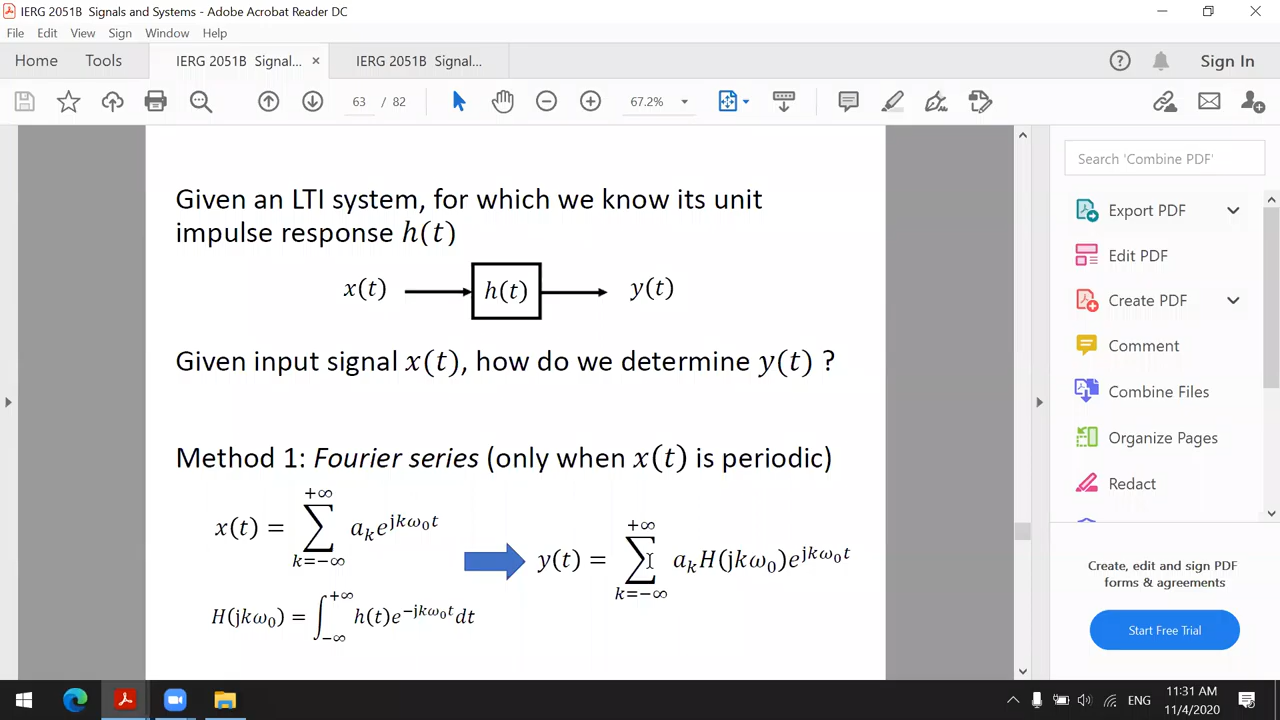 IERG 2051B Signals and Systems - Adobe Acrobat Reader DC
File Edit View Sign Window Help
Home Tools IERG 2051B Signal... × IERG 2051B Signal... Sign In
63 / 82 67.2%
Given an LTI system, for which we know its unit
impulse response h(t)
x(t) h(t) y(t)
Given input signal x(t), how do we determine y(t) ?
Method 1: Fourier series (only when x(t) is periodic)
x(t) = ∑_{k=−∞}^{+∞} a_k e^{jkω_0t}
y(t) = ∑_{k=−∞}^{+∞} a_k H(jkω_0)e^{jkω_0t}
H(jkω_0) = ∫_{−∞}^{+∞} h(t)e^{−jkω_0t}dt
Search 'Combine PDF'
Export PDF
Edit PDF
Create PDF
Comment
Combine Files
Organize Pages
Redact
Create, edit and sign PDF
forms & agreements
Start Free Trial
ENG
11:31 AM
11/4/2020